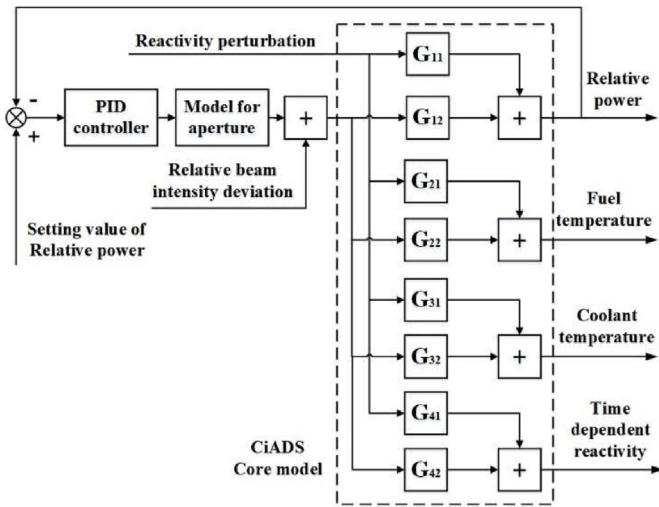 Reactivity perturbation
G11
Relative
power
-
PID
controller
Model for
aperture
+
G12
+
+
Relative beam
intensity deviation
G21
Fuel
temperature
Setting value of
Relative power
G22
+
G31
Coolant
temperature
G32
+
G41
Time
dependent
reactivity
CiADS
Core model
G42
+